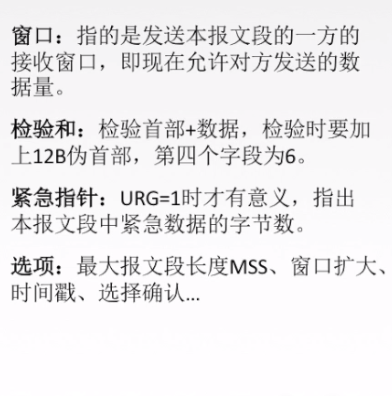 窗口：指的是发送本报文段的一方的
接收窗口，即现在允许对方发送的数
据量。
检验和：检验首部+数据，检验时要加
上12B伪首部，第四个字段为6。
紧急指针：URG=1时才有意义，指出
本报文段中紧急数据的字节数。
选项：最大报文段长度MSS、窗口扩大、
时间戳、选择确认...